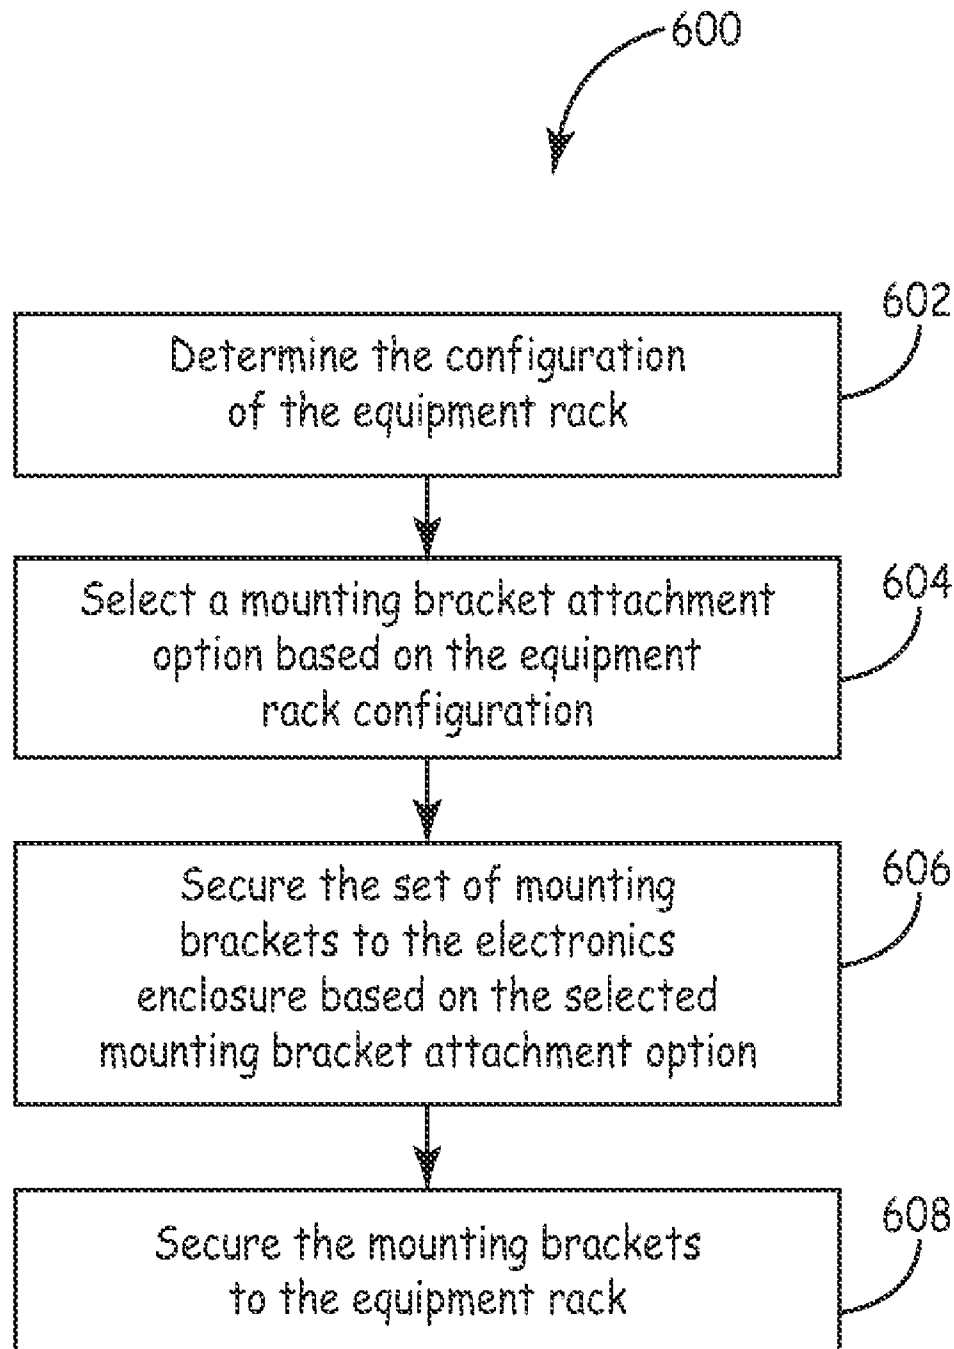 600
602
Determine the configuration
of the equipment rack
604
Select a mounting bracket attachment
option based on the equipment
rack configuration
606
Secure the set of mounting
brackets to the electronics
enclosure based on the selected
mounting bracket attachment option
608
Secure the mounting brackets
to the equipment rack